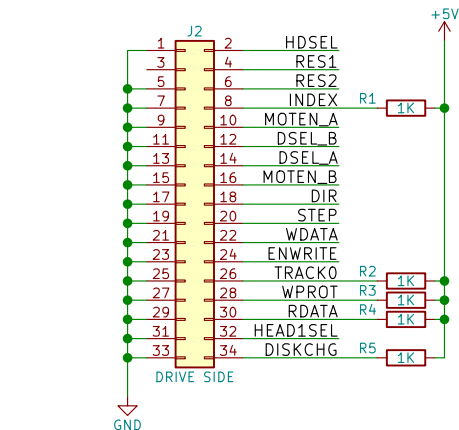 +5V
J2
1 2 HDSEL
3 4 RES1
5 6 RES2
7 8 INDEX R1 1K
9 10 MOTEN_A
11 12 DSEL_B
13 14 DSEL_A
15 16 MOTEN_B
17 18 DIR
19 20 STEP
21 22 WDATA
23 24 ENWRITE
25 26 TRACK0 R2 1K
27 28 WPROT R3 1K
29 30 RDATA R4 1K
31 32 HEAD1SEL
33 34 DISKCHG R5 1K
DRIVE SIDE
GND